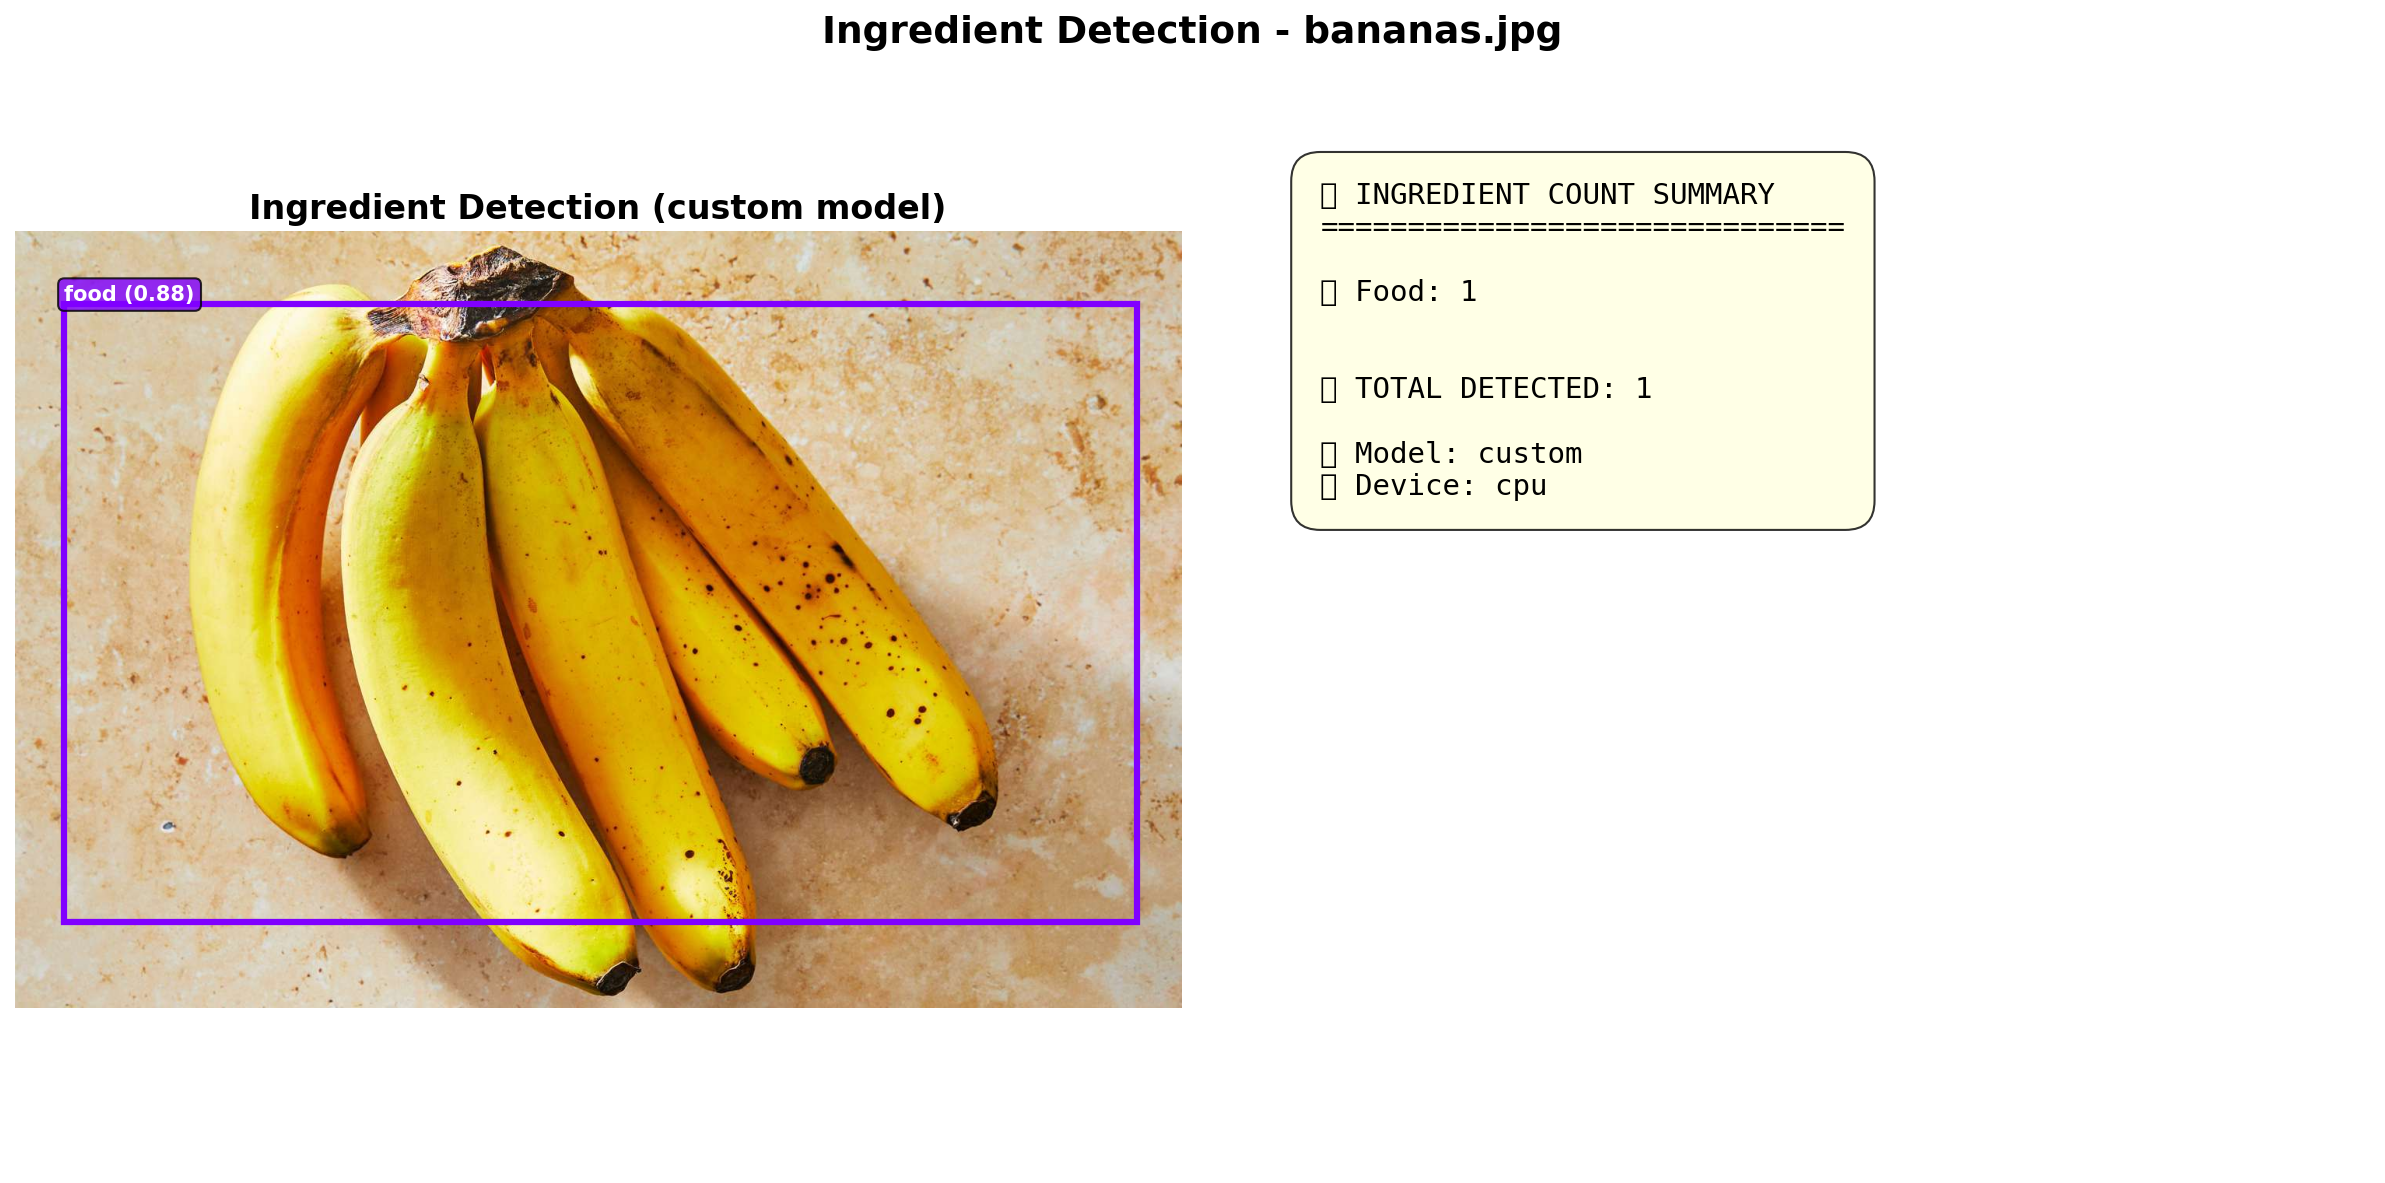 Ingredient Detection - bananas.jpg
Ingredient Detection (custom model)
food (0.88)
INGREDIENT COUNT SUMMARY
==============================
Food: 1
TOTAL DETECTED: 1
Model: custom
Device: cpu